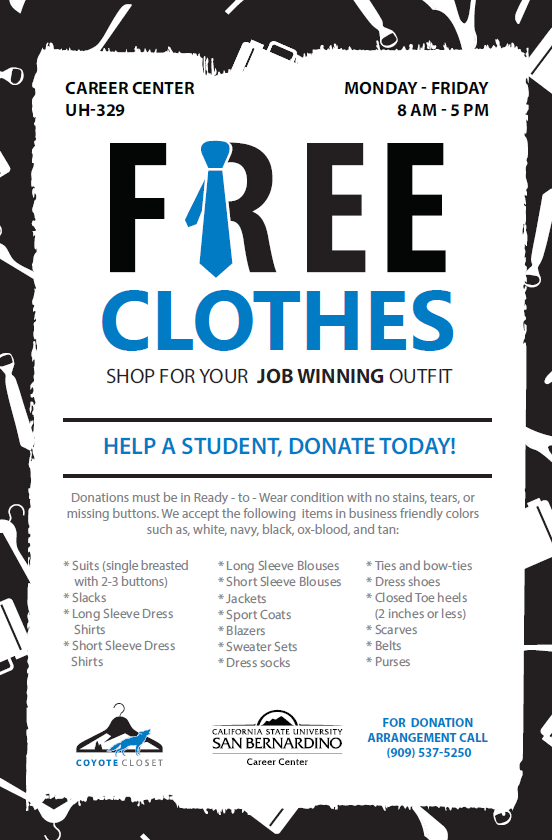 CAREER CENTER
UH-329
MONDAY - FRIDAY
8 AM - 5 PM
FREE
CLOTHES
SHOP FOR YOUR JOB WINNING OUTFIT
HELP A STUDENT, DONATE TODAY!
Donations must be in Ready - to - Wear condition with no stains, tears, or
missing buttons. We accept the following items in business friendly colors
such as, white, navy, black, ox-blood, and tan:
* Suits (single breasted
with 2-3 buttons)
* Slacks
* Long Sleeve Dress
Shirts
* Short Sleeve Dress
Shirts
* Long Sleeve Blouses
* Short Sleeve Blouses
* Jackets
* Sport Coats
* Blazers
* Sweater Sets
* Dress socks
* Ties and bow-ties
* Dress shoes
* Closed Toe heels
(2 inches or less)
* Scarves
* Belts
* Purses
COYOTE CLOSET
CALIFORNIA STATE UNIVERSITY
SAN BERNARDINO
Career Center
FOR DONATION
ARRANGEMENT CALL
(909) 537-5250